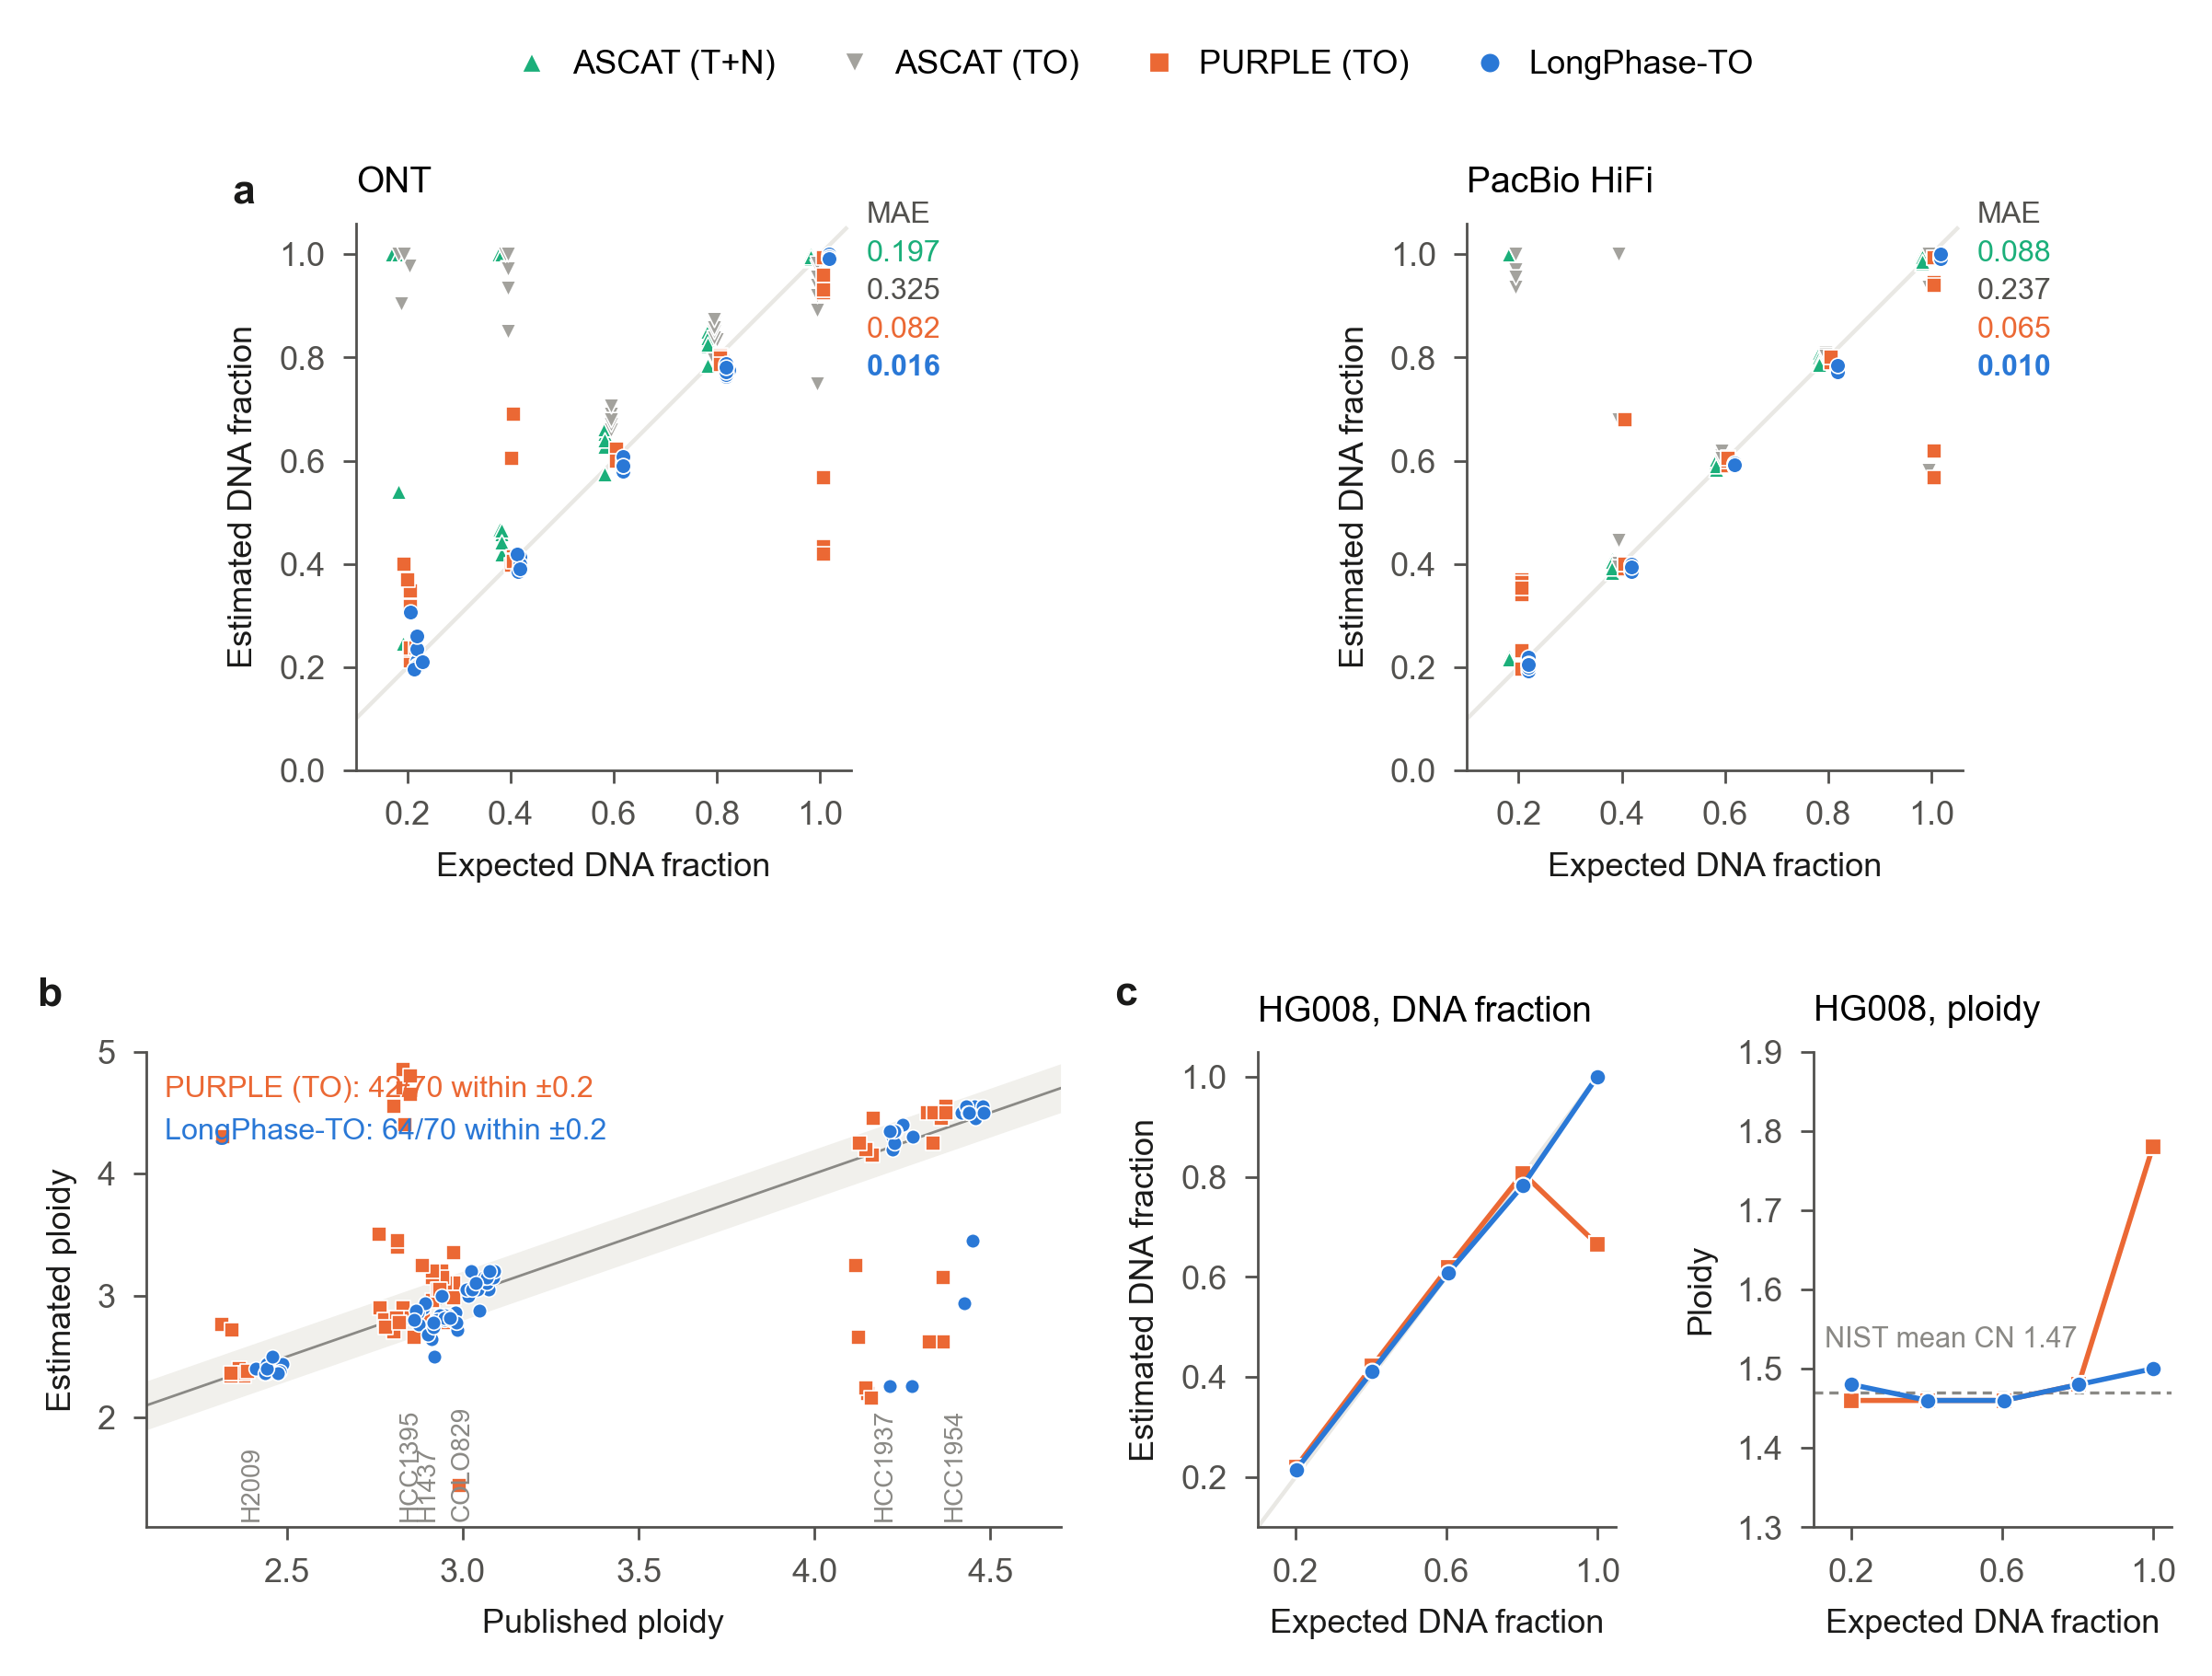 ASCAT (T+N) ASCAT (TO) PURPLE (TO) LongPhase-TO
a
ONT
MAE
0.197
0.325
0.082
0.016
1.0
0.8
0.6
0.4
0.2
0.0
Estimated DNA fraction
0.2 0.4 0.6 0.8 1.0
Expected DNA fraction
PacBio HiFi
MAE
0.088
0.237
0.065
0.010
1.0
0.8
0.6
0.4
0.2
0.0
Estimated DNA fraction
0.2 0.4 0.6 0.8 1.0
Expected DNA fraction
b
5
4
3
2
Estimated ploidy
PURPLE (TO): 42/70 within ±0.2
LongPhase-TO: 64/70 within ±0.2
H2009
HCC1395
H1437
COLO829
HCC1937
HCC1954
2.5 3.0 3.5 4.0 4.5
Published ploidy
c
HG008, DNA fraction
1.0
0.8
0.6
0.4
0.2
Estimated DNA fraction
0.2 0.6 1.0
Expected DNA fraction
HG008, ploidy
1.9
1.8
1.7
1.6
1.5
1.4
1.3
Ploidy
NIST mean CN 1.47
0.2 0.6 1.0
Expected DNA fraction